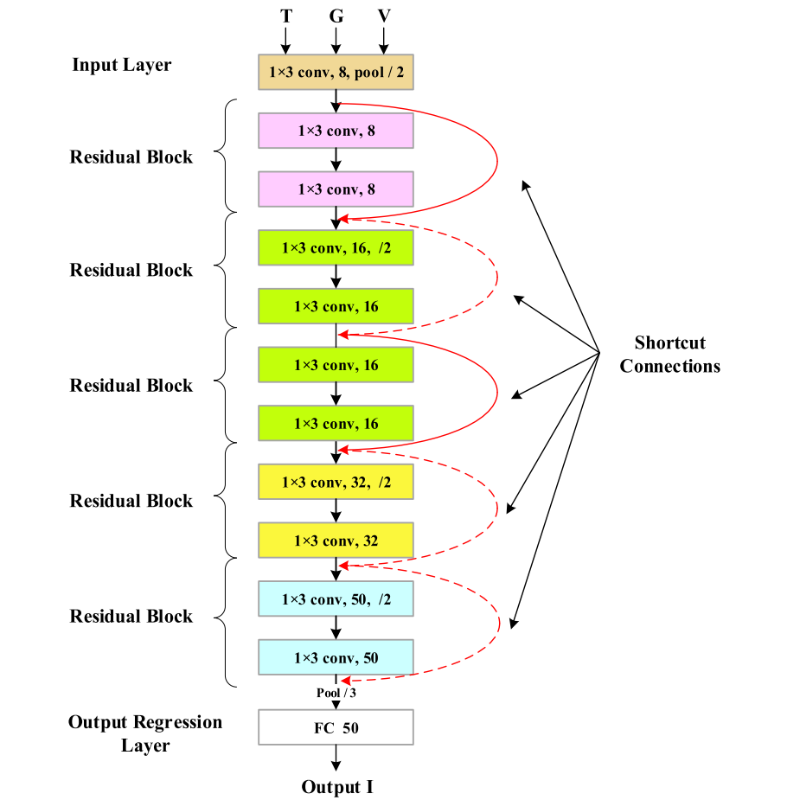 T G V
Input Layer
1×3 conv, 8, pool / 2
Residual Block
1×3 conv, 8
1×3 conv, 8
Residual Block
1×3 conv, 16, /2
1×3 conv, 16
Residual Block
1×3 conv, 16
1×3 conv, 16
Shortcut
Connections
Residual Block
1×3 conv, 32, /2
1×3 conv, 32
Residual Block
1×3 conv, 50, /2
1×3 conv, 50
Pool / 3
Output Regression
Layer
FC 50
Output I